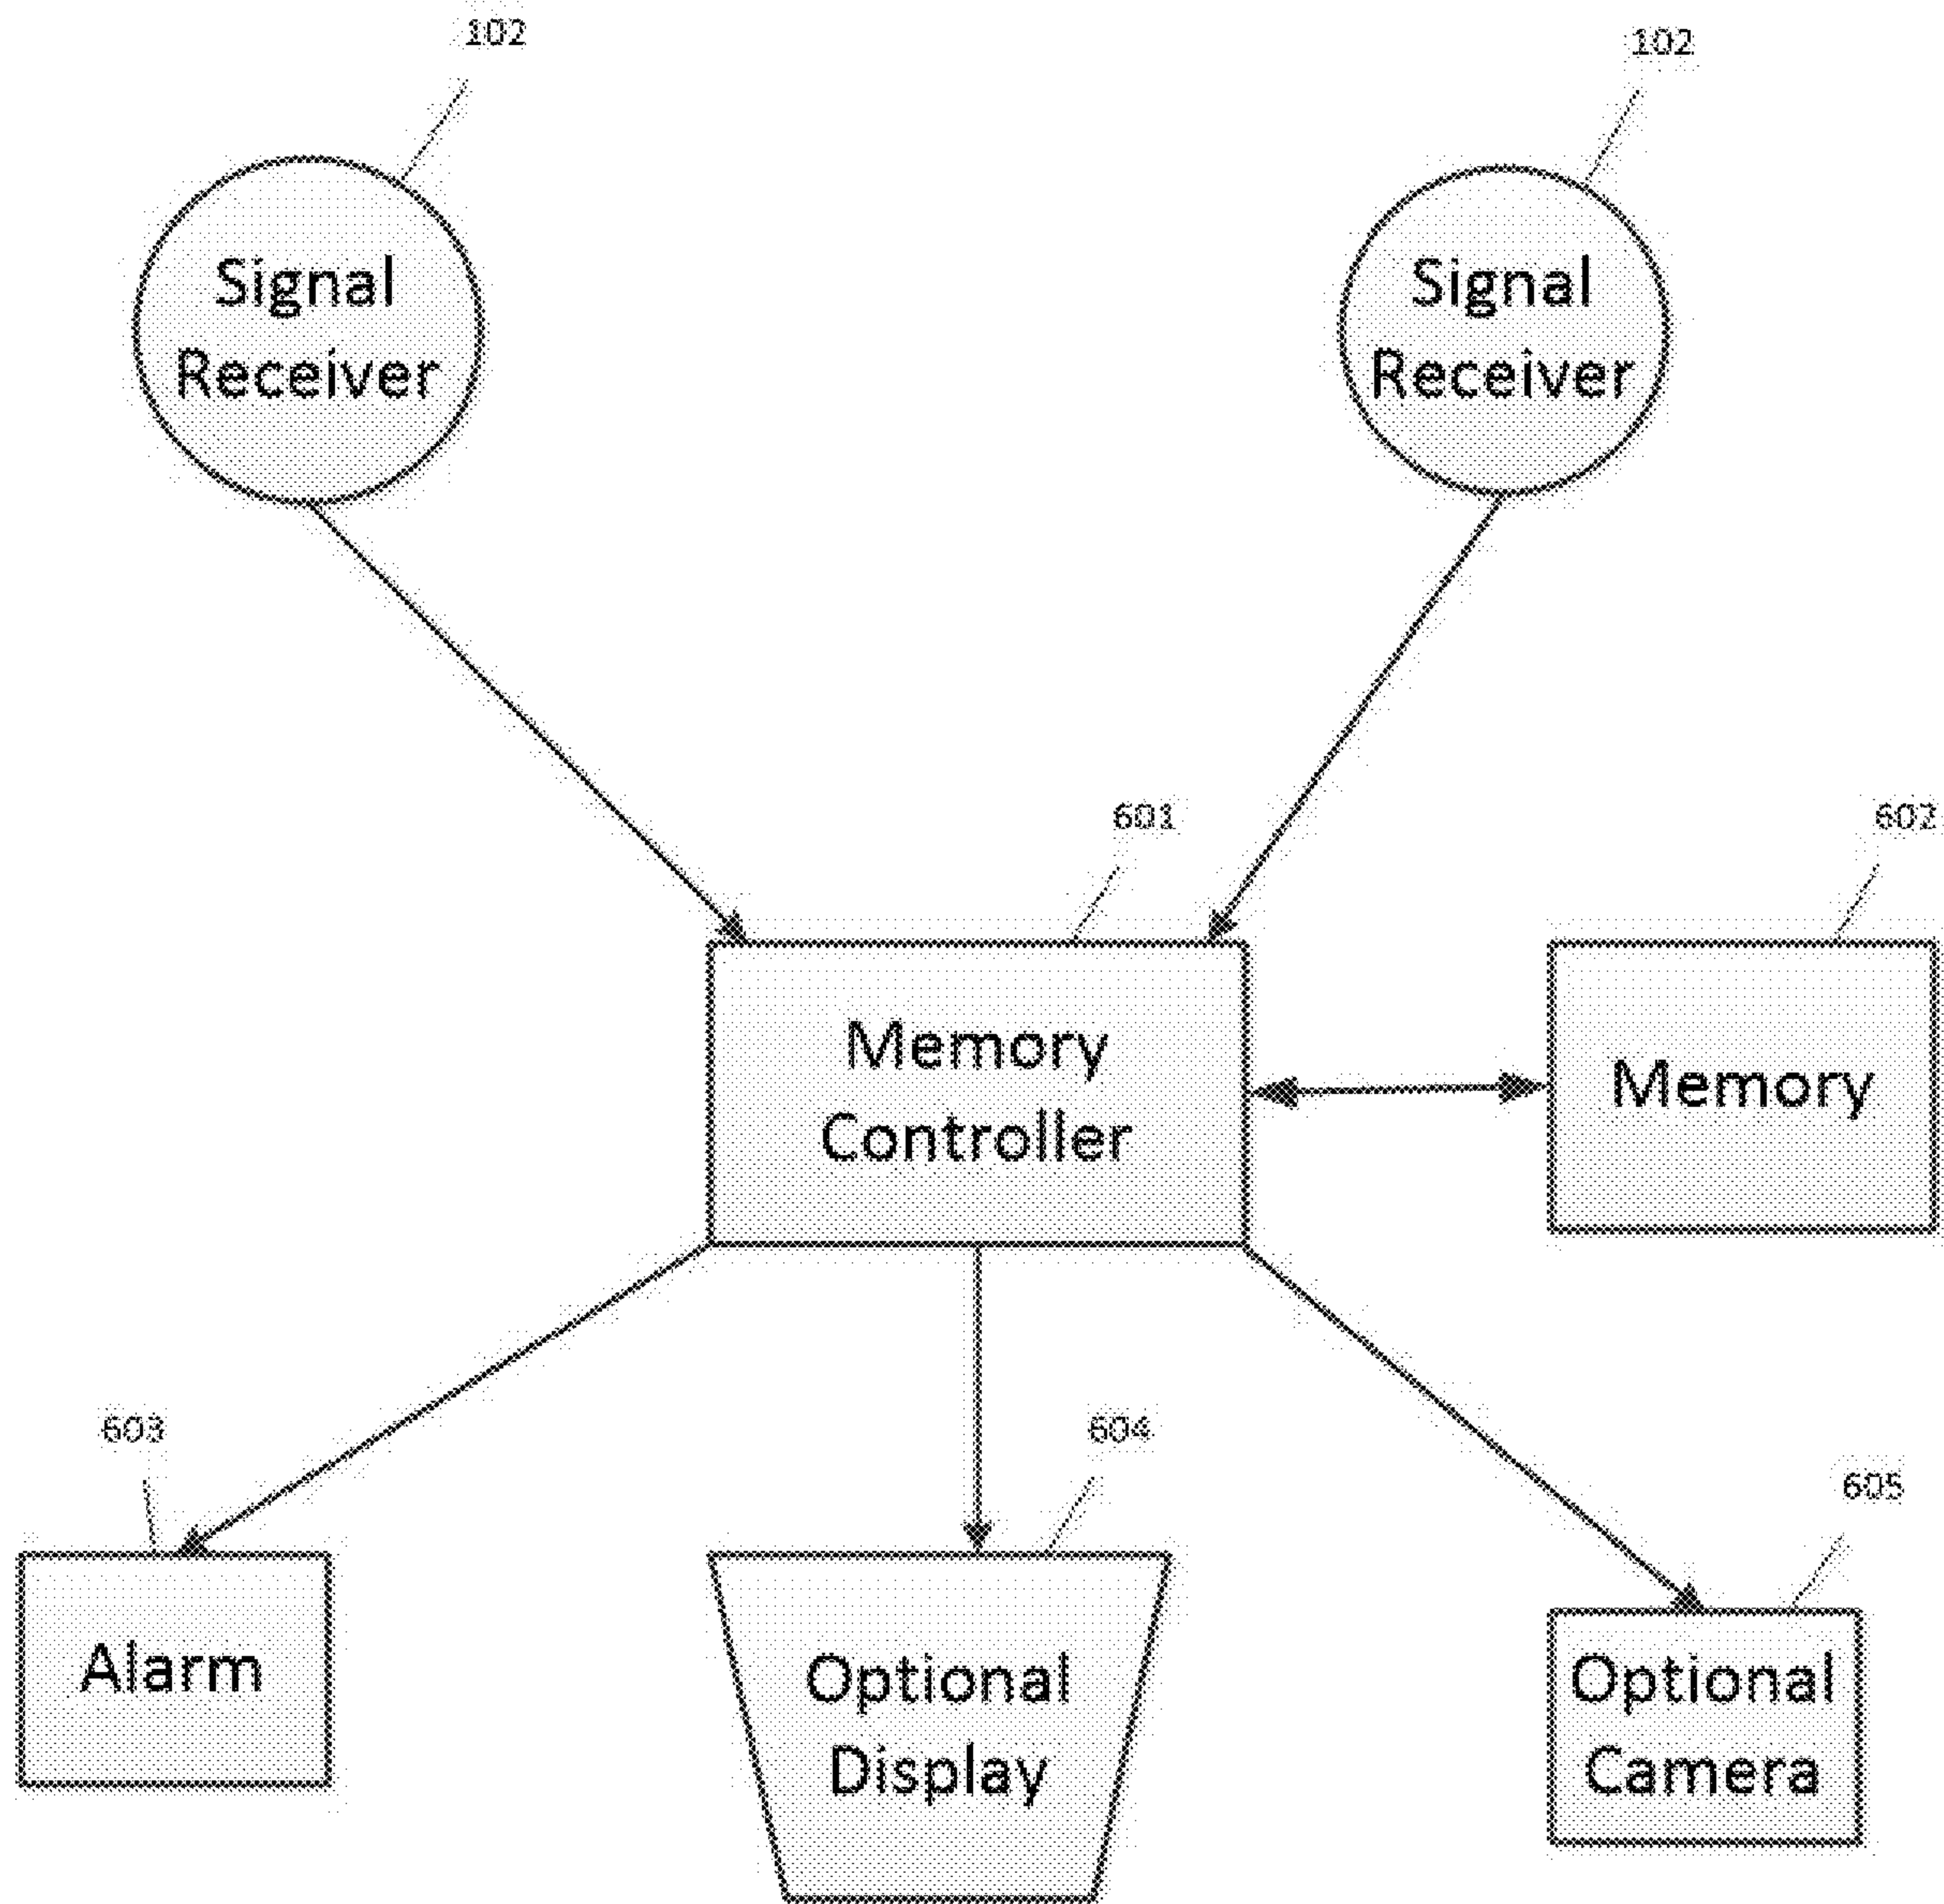 102
102
Signal
Receiver
Signal
Receiver
601
602
Memory
Controller
Memory
603
604
605
Alarm
Optional
Display
Optional
Camera